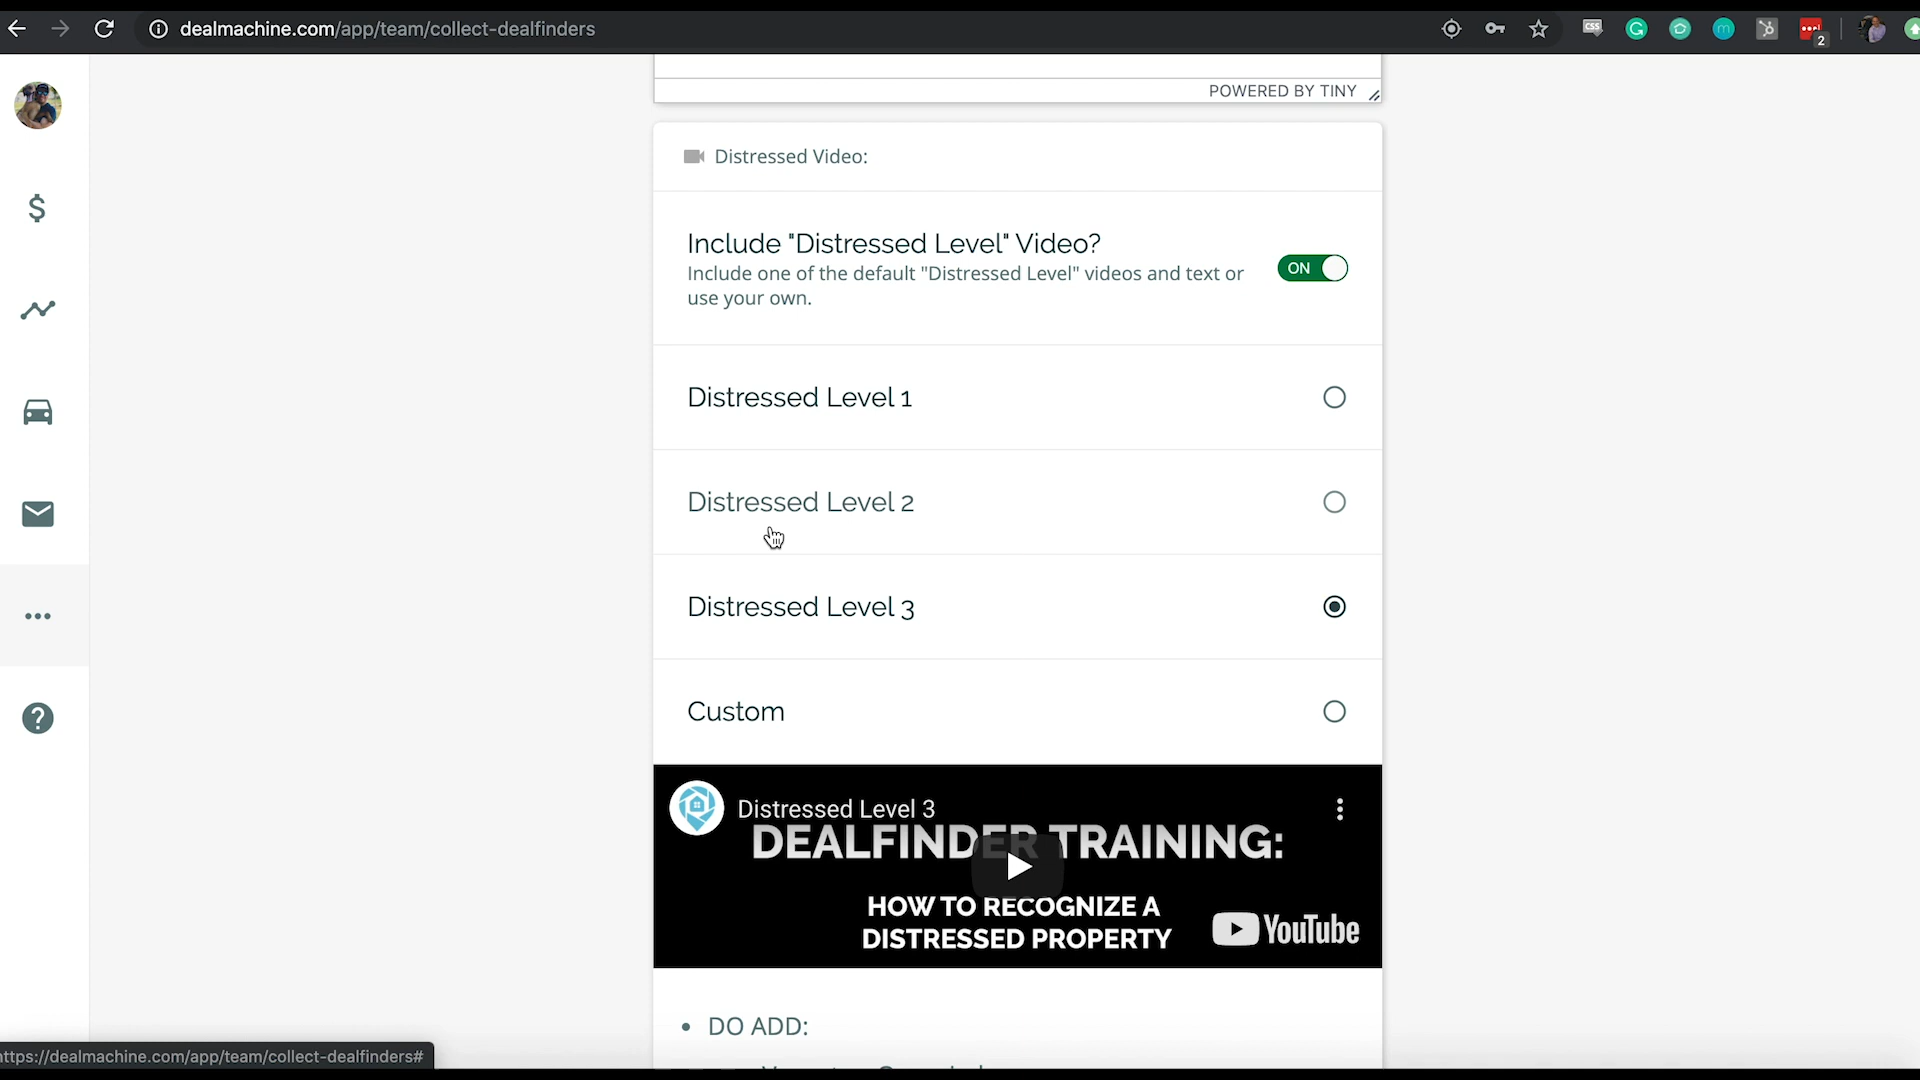 dealmachine.com/app/team/collect-dealfinders
CSS
G
m
2
POWERED BY TINY
Distressed Video:
Include "Distressed Level" Video?
Include one of the default "Distressed Level" videos and text or
use your own.
ON
$
Distressed Level 1
Distressed Level 2
Distressed Level 3
Custom
?
Distressed Level 3
DEALFINDER TRAINING:
HOW TO RECOGNIZE A
DISTRESSED PROPERTY
YouTube
• DO ADD:
https://dealmachine.com/app/team/collect-dealfinders#